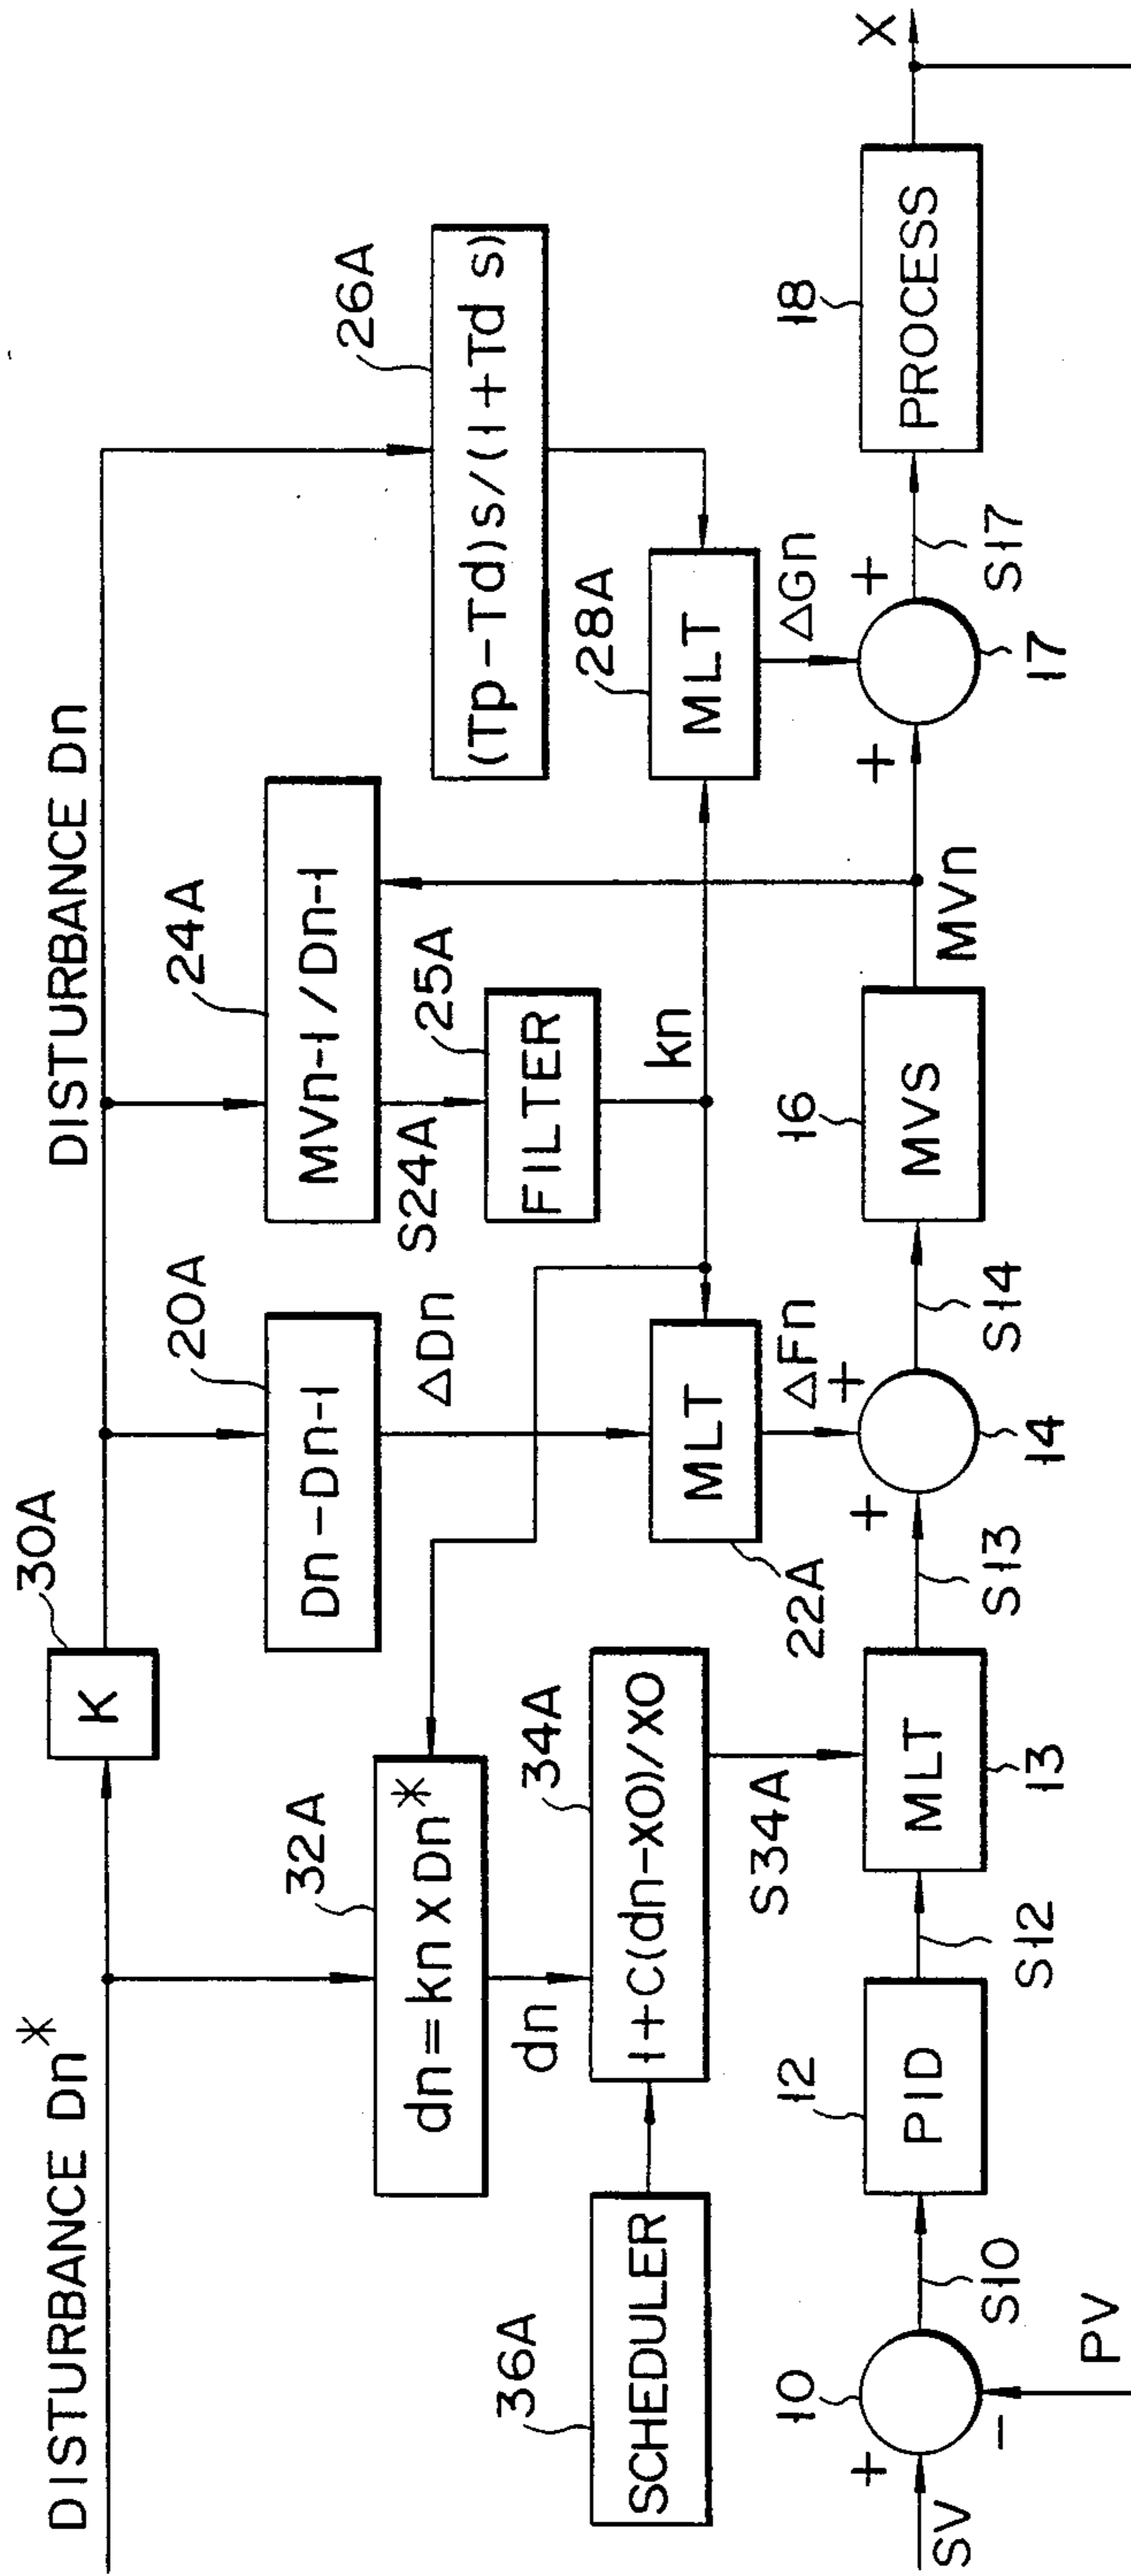 DISTURBANCE Dn*
30A
K
DISTURBANCE Dn
20A
Dn-Dn-1
ΔDn
24A
MVn-1/Dn-1
S24A
25A
FILTER
kn
26A
(Tp-Td)s/(1+Td s)
32A
dn=kn×Dn*
dn
34A
1+C(dn-X0)/X0
S34A
36A
SCHEDULER
22A
MLT
ΔFn
28A
MLT
ΔGn
SV
+
-
10
S10
PV
12
PID
S12
13
MLT
S13
+
+
14
S14
16
MVS
MVn
+
+
17
S17
18
PROCESS
X